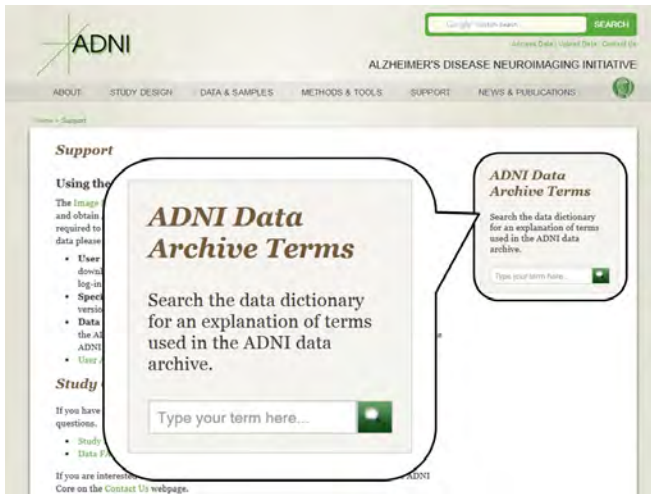 SEARCH
ADNI
Access Data | Upload Data | Contact Us
ALZHEIMER'S DISEASE NEUROIMAGING INITIATIVE
ABOUT STUDY DESIGN DATA & SAMPLES METHODS & TOOLS SUPPORT NEWS & PUBLICATIONS
Home » Support
Support
Using the
The Image
and obtain
required to
data please
User
downl
log-in
Speci
versio
Data
the A
ADNI
User
Study
If you have
questions.
Study
Data FA
If you are interested
ADNI
Core on the Contact Us webpage.
ADNI Data
Archive Terms
Search the data dictionary
for an explanation of terms
used in the ADNI data
archive.
Type your term here...
ADNI Data
Archive Terms
Search the data dictionary
for an explanation of terms
used in the ADNI data
archive.
Type your term here...